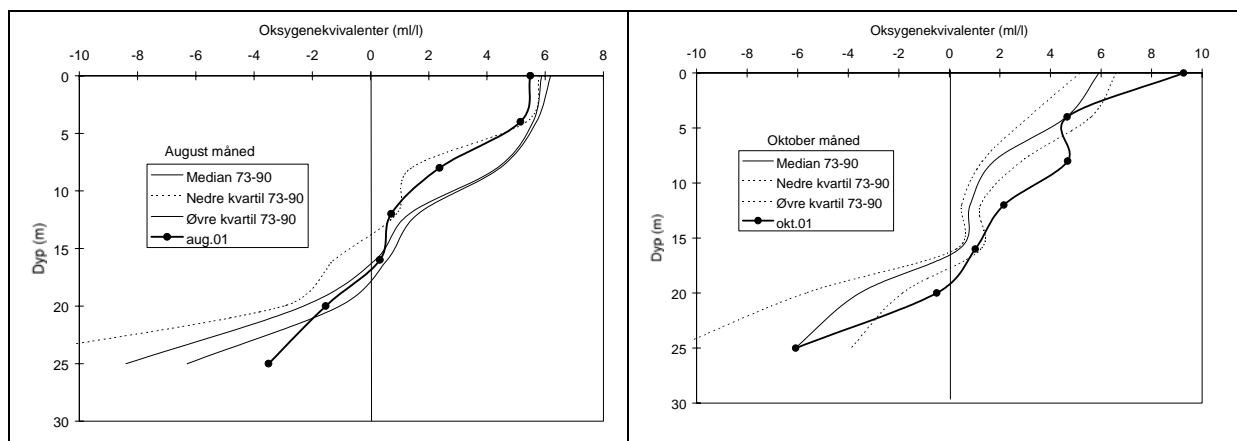 Oksygenekvivalenter (ml/l)
-10 -8 -6 -4 -2 0 2 4 6 8
0
5
10
15
20
25
30
Dyp (m)
August måned
Median 73-90
Nedre kvartil 73-90
Øvre kvartil 73-90
aug.01
Oksygenekvivalenter (ml/l)
-10 -8 -6 -4 -2 0 2 4 6 8 10
0
5
10
15
20
25
30
Dyp (m)
Oktober måned
Median 73-90
Nedre kvartil 73-90
Øvre kvartil 73-90
okt.01